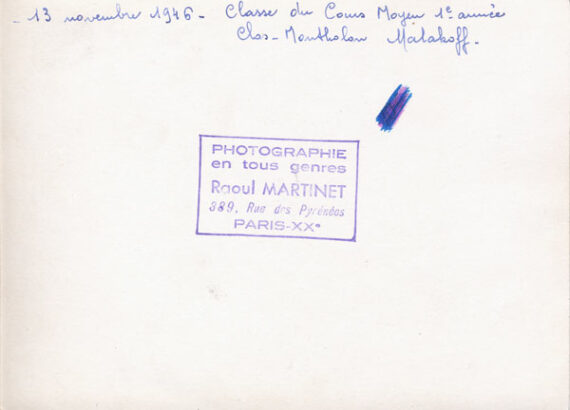 - 13 novembre 1946 - Classe du Cours Moyen 1e année
Clos-Montholon Malakoff.
PHOTOGRAPHIE
en tous genres
Raoul MARTINET
389, Rue des Pyrénées
PARIS-XXe